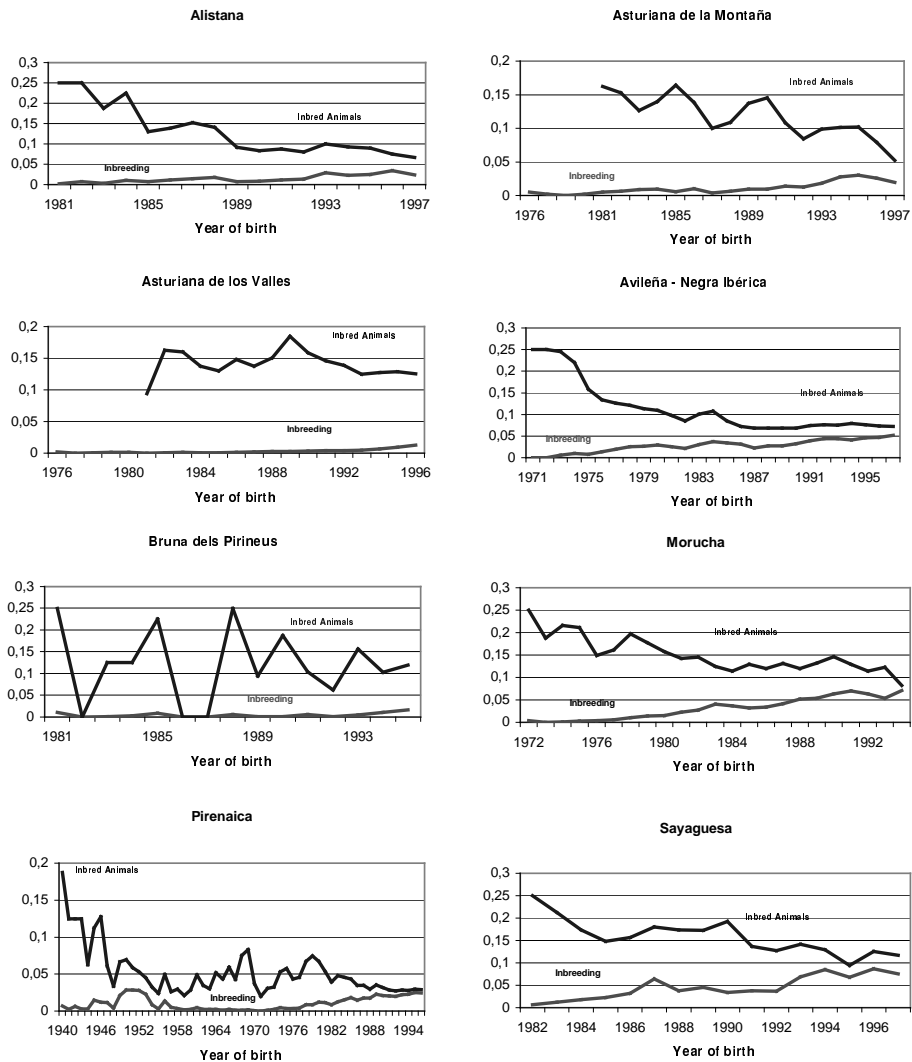 Alistana
0,3
0,25
0,2
0,15
0,1
0,05
0
Inbred Animals
Inbreeding
1981 1985 1989 1993 1997
Year of birth
Asturiana de la Montaña
0,2
0,15
0,1
0,05
0
Inbred Animals
Inbreeding
1976 1981 1985 1989 1993 1997
Year of birth
Asturiana de los Valles
0,2
0,15
0,1
0,05
0
Inbred Animals
Inbreeding
1976 1980 1984 1988 1992 1996
Year of birth
Avileña - Negra Ibérica
0,3
0,25
0,2
0,15
0,1
0,05
0
Inbred Animals
Inbreeding
1971 1975 1979 1983 1987 1991 1995
Year of birth
Bruna dels Pirineus
0,3
0,25
0,2
0,15
0,1
0,05
0
Inbred Animals
Inbreeding
1981 1985 1989 1993
Year of birth
Morucha
0,3
0,25
0,2
0,15
0,1
0,05
0
Inbred Animals
Inbreeding
1972 1976 1980 1984 1988 1992
Year of birth
Pirenaica
0,2
0,15
0,1
0,05
0
Inbred Animals
Inbreeding
1940 1946 1952 1958 1964 1970 1976 1982 1988 1994
Year of birth
Sayaguesa
0,3
0,25
0,2
0,15
0,1
0,05
0
Inbred Animals
Inbreeding
1982 1984 1986 1988 1990 1992 1994 1996
Year of birth